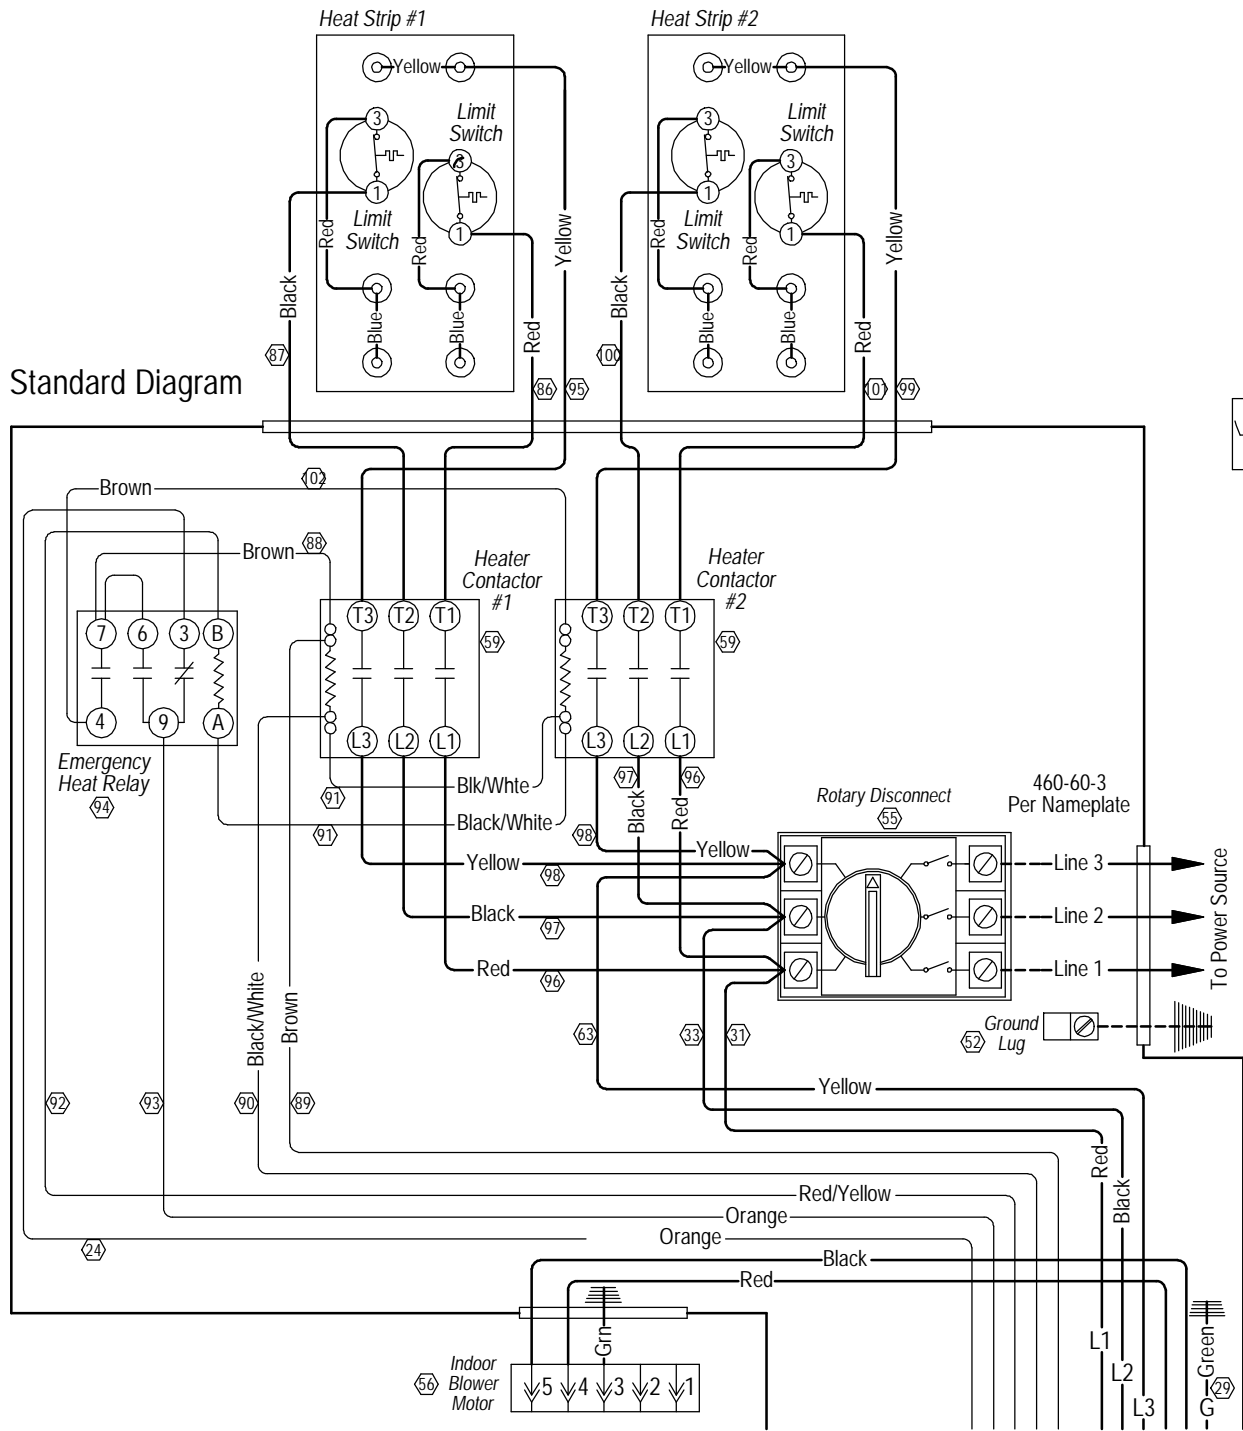 Heat Strip #1
Heat Strip #2
Yellow
Yellow
3
Limit
Switch
3
1
Limit
Switch
1
Red
Red
Blue
Blue
Black
Red
Yellow
87
86
95
3
Limit
Switch
3
1
Limit
Switch
1
Red
Red
Blue
Blue
Black
Red
Yellow
100
101
99
Standard Diagram
102
Brown
88
Brown
Heater
Contactor
#1
Heater
Contactor
#2
7
6
3
B
4
9
A
T3
T2
T1
59
L3
L2
L1
T3
T2
T1
59
L3
L2
L1
Emergency
Heat Relay
94
Blk/Whte
91
Black/White
91
97
96
Black
Red
98
Yellow
Yellow
98
Black
97
Red
96
Rotary Disconnect
55
460-60-3
Per Nameplate
Line 3
Line 2
Line 1
To Power Source
Ground
Lug
52
Black/White
Brown
63
33
31
92
93
90
89
Yellow
Red
Black
Red/Yellow
Orange
Orange
24
Black
Red
Grn
Indoor
Blower
Motor
56
5
4
3
2
1
L1
L2
L3
Green
29
G